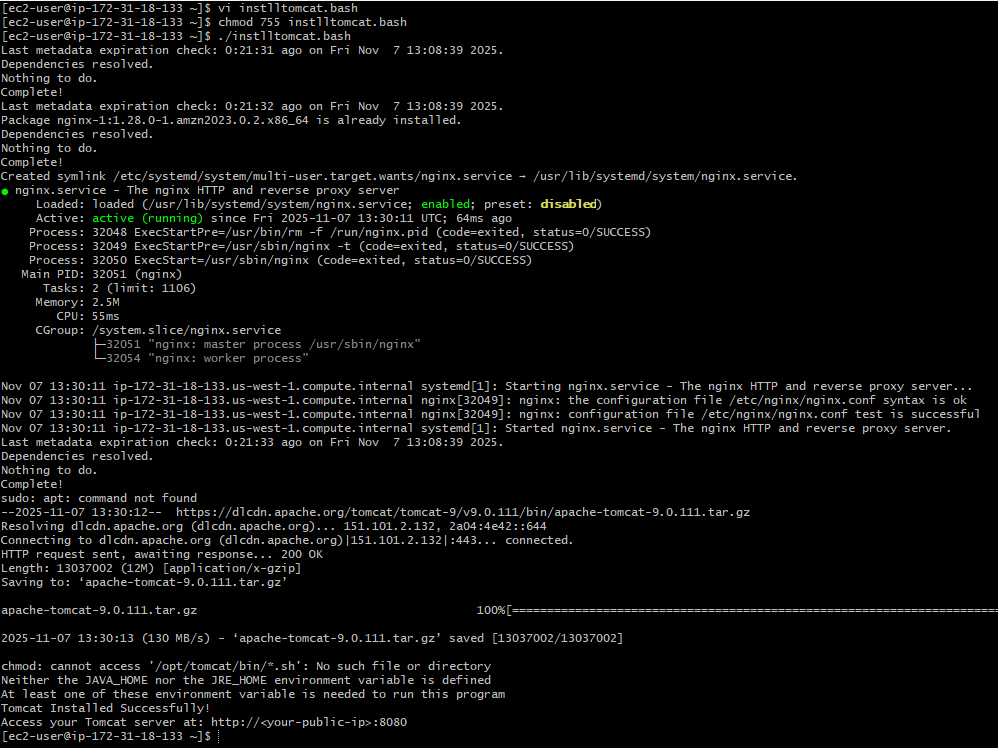 [ec2-user@ip-172-31-18-133 ~]$ vi instlltomcat.bash
[ec2-user@ip-172-31-18-133 ~]$ chmod 755 instlltomcat.bash
[ec2-user@ip-172-31-18-133 ~]$ ./instlltomcat.bash
Last metadata expiration check: 0:21:31 ago on Fri Nov  7 13:08:39 2025.
Dependencies resolved.
Nothing to do.
Complete!
Last metadata expiration check: 0:21:32 ago on Fri Nov  7 13:08:39 2025.
Package nginx-1:1.28.0-1.amzn2023.0.2.x86_64 is already installed.
Dependencies resolved.
Nothing to do.
Complete!
Created symlink /etc/systemd/system/multi-user.target.wants/nginx.service → /usr/lib/systemd/system/nginx.service.
● nginx.service - The nginx HTTP and reverse proxy server
     Loaded: loaded (/usr/lib/systemd/system/nginx.service; enabled; preset: disabled)
     Active: active (running) since Fri 2025-11-07 13:30:11 UTC; 64ms ago
    Process: 32048 ExecStartPre=/usr/bin/rm -f /run/nginx.pid (code=exited, status=0/SUCCESS)
    Process: 32049 ExecStartPre=/usr/sbin/nginx -t (code=exited, status=0/SUCCESS)
    Process: 32050 ExecStart=/usr/sbin/nginx (code=exited, status=0/SUCCESS)
   Main PID: 32051 (nginx)
      Tasks: 2 (limit: 1106)
     Memory: 2.5M
        CPU: 55ms
     CGroup: /system.slice/nginx.service
             ├─32051 "nginx: master process /usr/sbin/nginx"
             └─32054 "nginx: worker process"
Nov 07 13:30:11 ip-172-31-18-133.us-west-1.compute.internal systemd[1]: Starting nginx.service - The nginx HTTP and reverse proxy server...
Nov 07 13:30:11 ip-172-31-18-133.us-west-1.compute.internal nginx[32049]: nginx: the configuration file /etc/nginx/nginx.conf syntax is ok
Nov 07 13:30:11 ip-172-31-18-133.us-west-1.compute.internal nginx[32049]: nginx: configuration file /etc/nginx/nginx.conf test is successful
Nov 07 13:30:11 ip-172-31-18-133.us-west-1.compute.internal systemd[1]: Started nginx.service - The nginx HTTP and reverse proxy server.
Last metadata expiration check: 0:21:33 ago on Fri Nov  7 13:08:39 2025.
Dependencies resolved.
Nothing to do.
Complete!
sudo: apt: command not found
--2025-11-07 13:30:12--  https://dlcdn.apache.org/tomcat/tomcat-9/v9.0.111/bin/apache-tomcat-9.0.111.tar.gz
Resolving dlcdn.apache.org (dlcdn.apache.org)... 151.101.2.132, 2a04:4e42::644
Connecting to dlcdn.apache.org (dlcdn.apache.org)|151.101.2.132|:443... connected.
HTTP request sent, awaiting response... 200 OK
Length: 13037002 (12M) [application/x-gzip]
Saving to: ‘apache-tomcat-9.0.111.tar.gz’
apache-tomcat-9.0.111.tar.gz                                        100%[=====================================================================
2025-11-07 13:30:13 (130 MB/s) - ‘apache-tomcat-9.0.111.tar.gz’ saved [13037002/13037002]
chmod: cannot access '/opt/tomcat/bin/*.sh': No such file or directory
Neither the JAVA_HOME nor the JRE_HOME environment variable is defined
At least one of these environment variable is needed to run this program
Tomcat Installed Successfully!
Access your Tomcat server at: http://<your-public-ip>:8080
[ec2-user@ip-172-31-18-133 ~]$